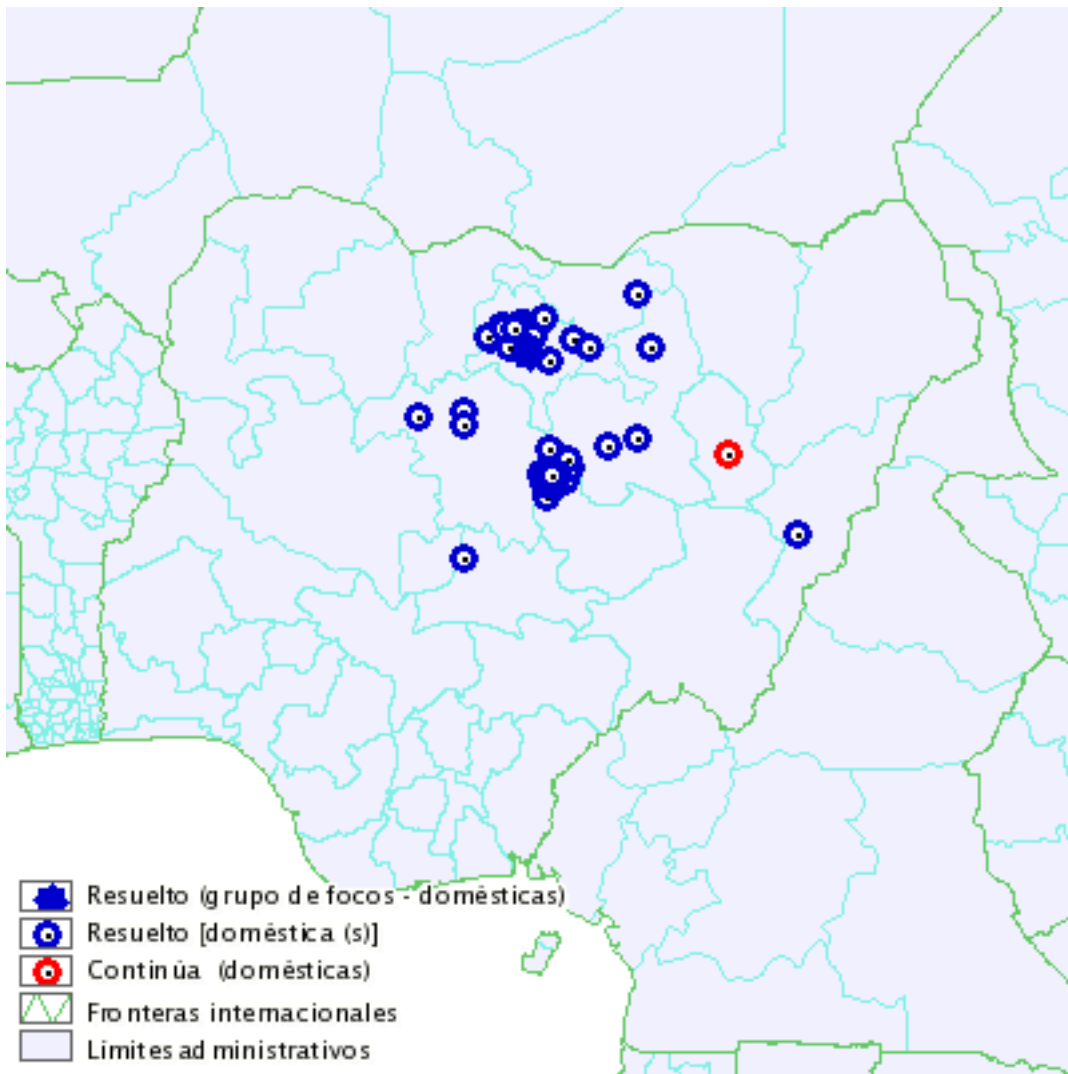 Resuelto (grupo de focos - domésticas)
Resuelto [doméstica (s)]
Continúa (domésticas)
Fronteras internacionales
Límites administrativos